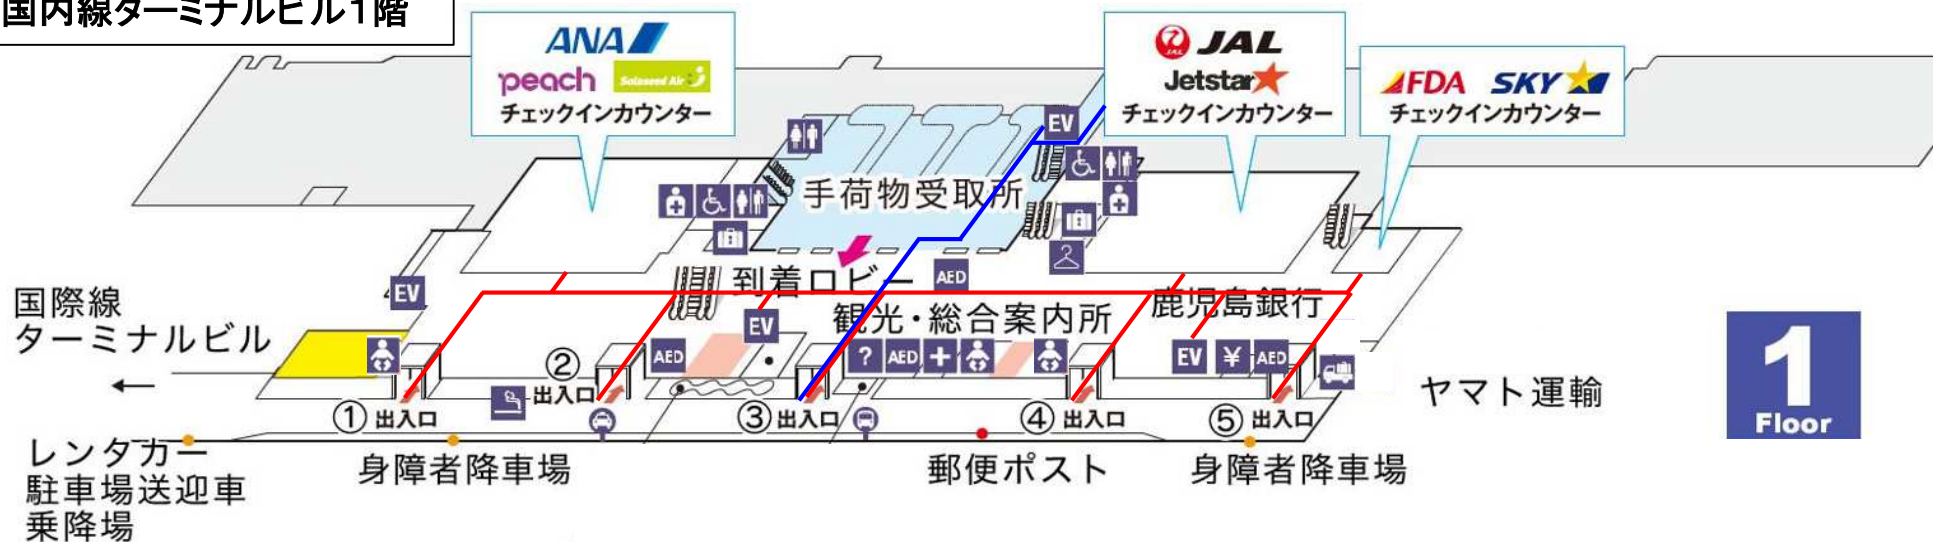 国内線ターミナルビル1階
ANA
peach
Solaseed Air
チェックインカウンター
JAL
JAL
Jetstar
チェックインカウンター
FDA SKY
チェックインカウンター
EV
手荷物受取所
到着ロビー
AED
EV
国際線
ターミナルビル
観光・総合案内所
鹿児島銀行
EV
AED
?
AED
EV
¥
AED
① 出入口
② 出入口
③ 出入口
④ 出入口
⑤ 出入口
ヤマト運輸
1
Floor
レンタカー
駐車場送迎車
乗降場
身障者降車場
郵便ポスト
身障者降車場